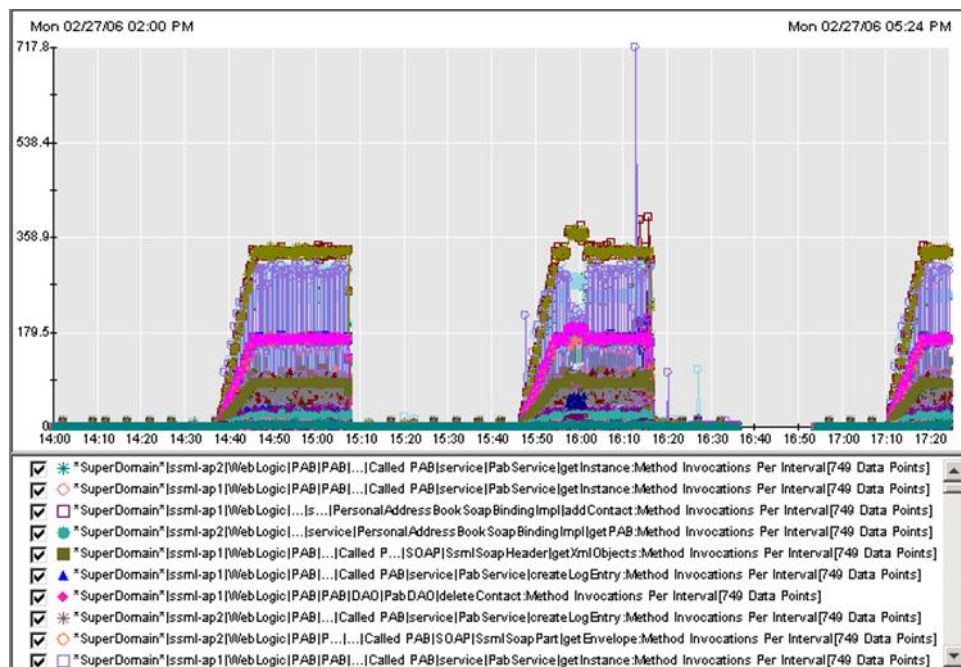 Mon 02/27/06 02:00 PM Mon 02/27/06 05:24 PM
717.8
538.4
358.9
179.5
0
14:00 14:10 14:20 14:30 14:40 14:50 15:00 15:10 15:20 15:30 15:40 15:50 16:00 16:10 16:20 16:30 16:40 16:50 17:00 17:10 17:20
*SuperDomain*|ssml-ap2|WebLogic|PAB|PAB|...|Called PAB|service|PabService|getInstance:Method Invocations Per Interval[749 Data Points]
*SuperDomain*|ssml-ap1|WebLogic|PAB|PAB|...|Called PAB|service|PabService|getInstance:Method Invocations Per Interval[749 Data Points]
*SuperDomain*|ssml-ap1|WebLogic|...|s...|PersonalAddressBookSoapBindingImpl|addContact:Method Invocations Per Interval[749 Data Points]
*SuperDomain*|ssml-ap2|WebLogic|...|service|PersonalAddressBookSoapBindingImpl|getPAB:Method Invocations Per Interval[749 Data Points]
*SuperDomain*|ssml-ap1|WebLogic|PAB|...|Called P...|SOAP|SsmlSoapHeader|getXmlObjects:Method Invocations Per Interval[749 Data Points]
*SuperDomain*|ssml-ap1|WebLogic|PAB|...|Called PAB|service|PabService|createLogEntry:Method Invocations Per Interval[749 Data Points]
*SuperDomain*|ssml-ap1|WebLogic|PAB|PAB|DAO|PabDAO|deleteContact:Method Invocations Per Interval[749 Data Points]
*SuperDomain*|ssml-ap2|WebLogic|PAB|...|Called PAB|service|PabService|createLogEntry:Method Invocations Per Interval[749 Data Points]
*SuperDomain*|ssml-ap2|WebLogic|PAB|P...|...|Called PAB|SOAP|SsmlSoapPart|getEnvelope:Method Invocations Per Interval[749 Data Points]
*SuperDomain*|ssml-ap1|WebLogic|PAB|PAB|...|Called PAB|service|PabService|getInstance:Method Invocations Per Interval[749 Data Points]